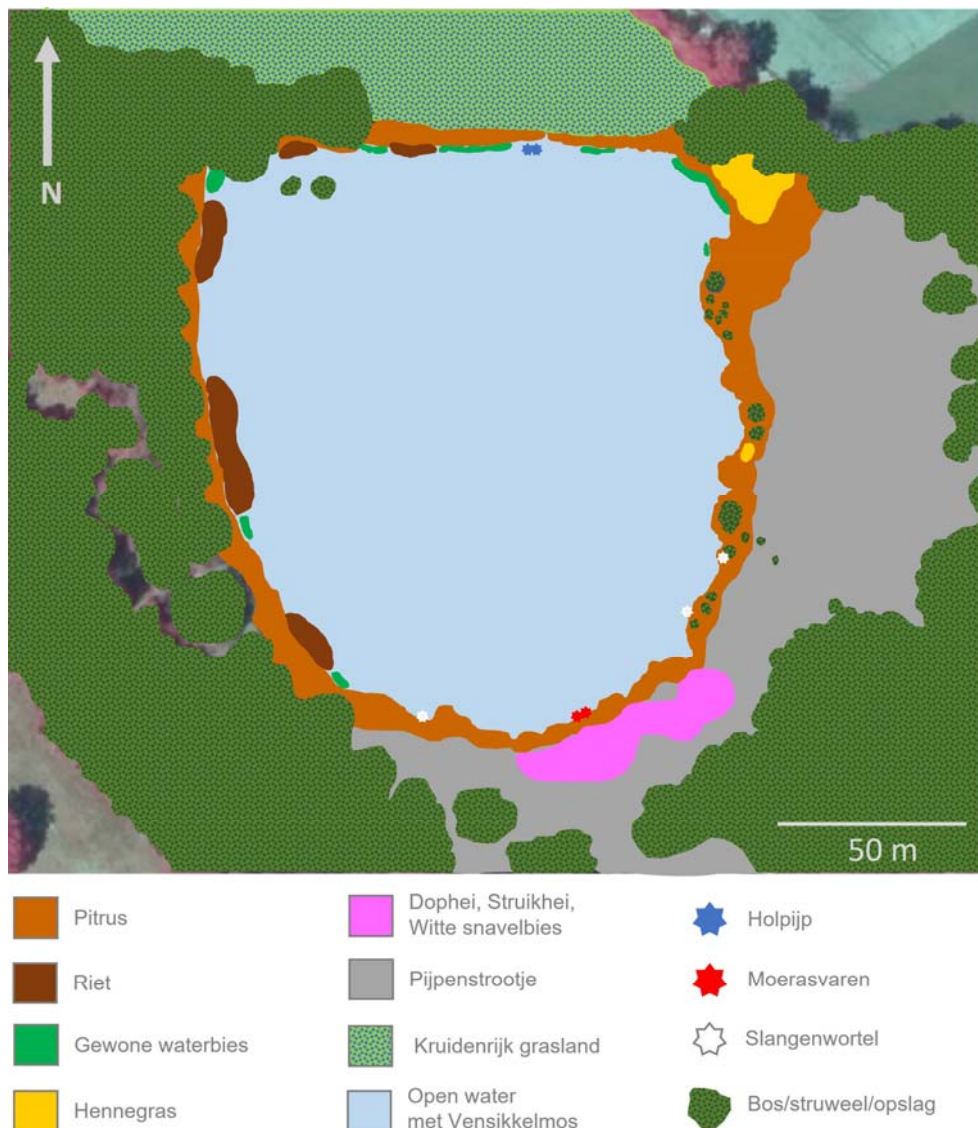 N
50 m
Pitrus
Riet
Gewone waterbies
Hennegras
Dophei, Struikhei,
Witte snavelbies
Pijpenstrootje
Kruidenrijk grasland
Open water
met Vensikkelmos
Holpijp
Moerasvaren
Slangenwortel
Bos/struweel/opslag